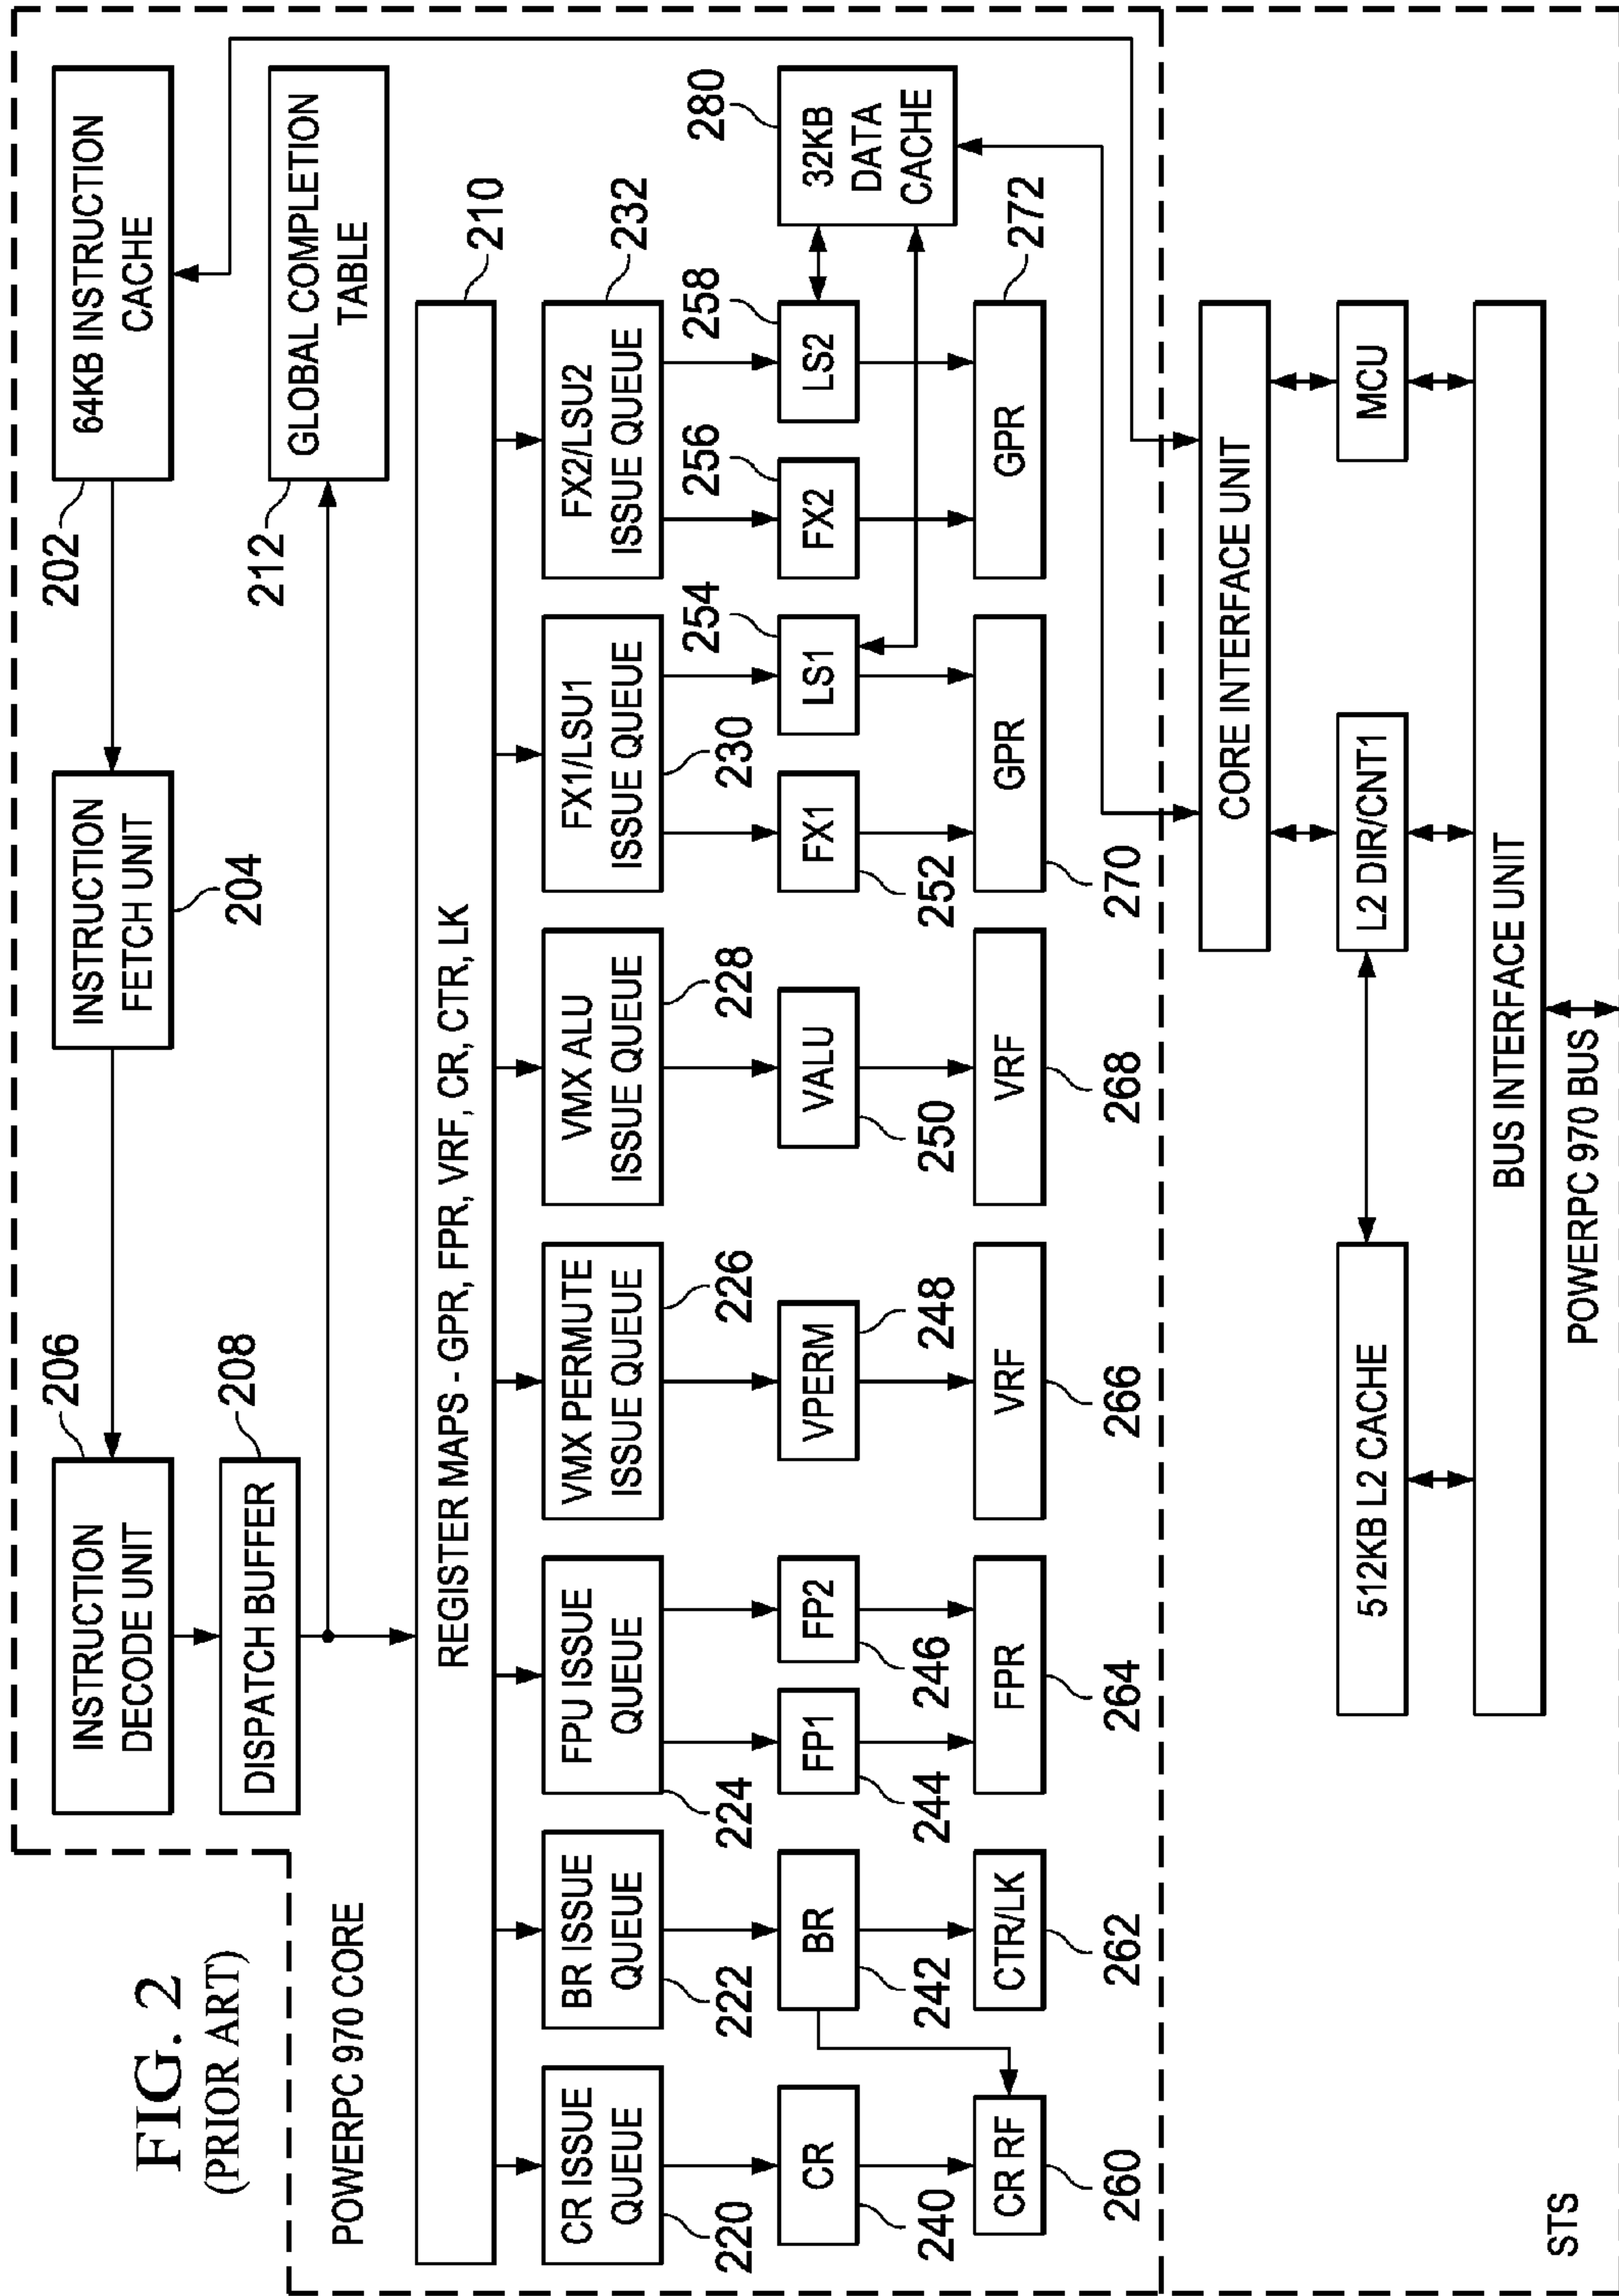 FIG. 2
(PRIOR ART)
POWERPC 970 CORE
206
INSTRUCTION
DECODE UNIT
208
DISPATCH BUFFER
INSTRUCTION
FETCH UNIT
204
202
64KB INSTRUCTION
CACHE
212
GLOBAL COMPLETION
TABLE
REGISTER MAPS - GPR, FPR, VRF, CR, CTR, LK
210
CR ISSUE
QUEUE
220
BR ISSUE
QUEUE
222
FPU ISSUE
QUEUE
224
VMX PERMUTE
ISSUE QUEUE
226
VMX ALU
ISSUE QUEUE
228
FX1/LSU1
ISSUE QUEUE
230
FX2/LSU2
ISSUE QUEUE
232
CR
240
BR
242
FP1
244
FP2
246
VPERM
248
VALU
250
FX1
252
LS1
254
FX2
256
LS2
258
32KB
DATA
CACHE
280
CR RF
260
CTR/LK
262
FPR
264
VRF
266
VRF
268
GPR
270
GPR
272
CORE INTERFACE UNIT
512KB L2 CACHE
L2 DIR/CNT1
MCU
BUS INTERFACE UNIT
POWERPC 970 BUS
STS